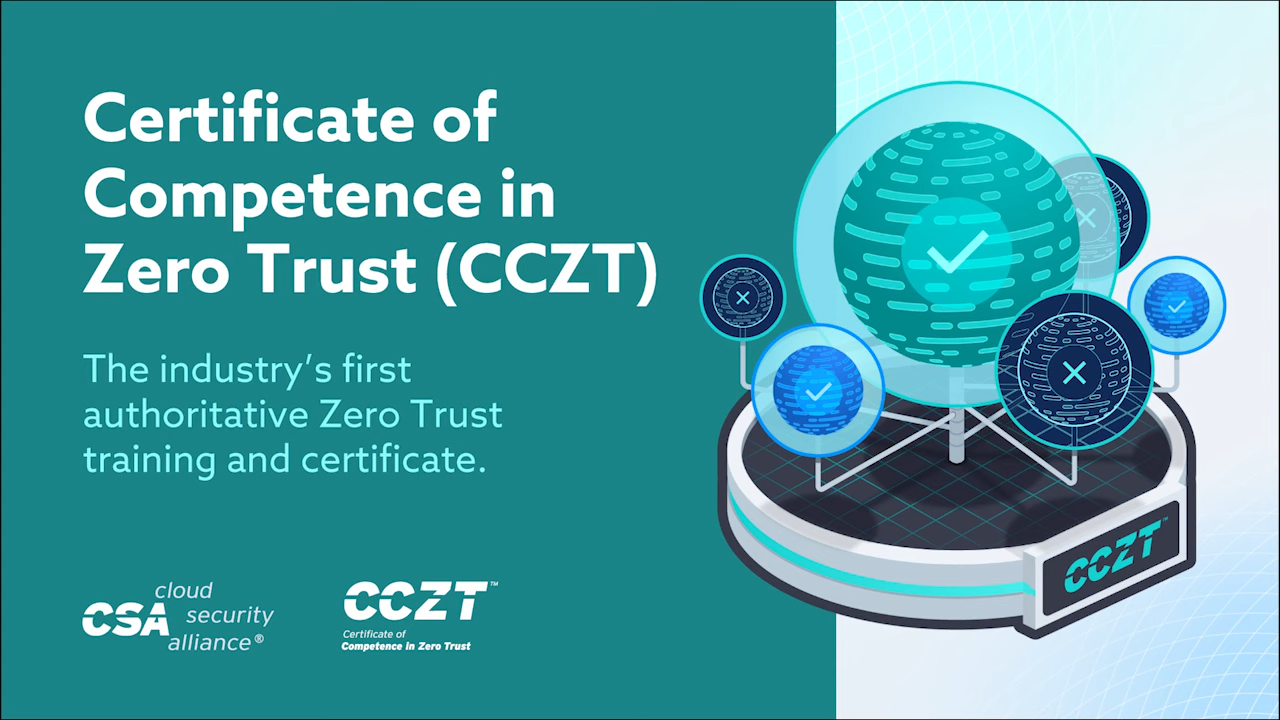 Certificate of
Competence in
Zero Trust (CCZT)
The industry's first
authoritative Zero Trust
training and certificate.
CSA cloud
security
alliance®
CCZT™
Certificate of
Competence in Zero Trust
CCZT™